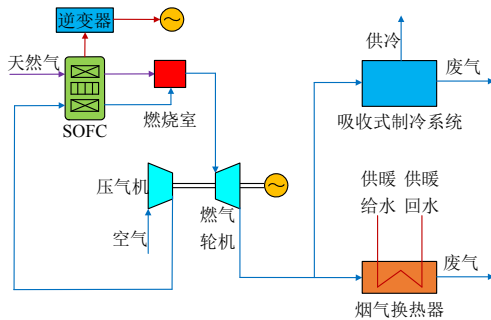 逆变器
天然气
SOFC
燃烧室
供冷
废气
吸收式制冷系统
压气机
空气
燃气
轮机
供暖 供暖
给水 回水
废气
烟气换热器